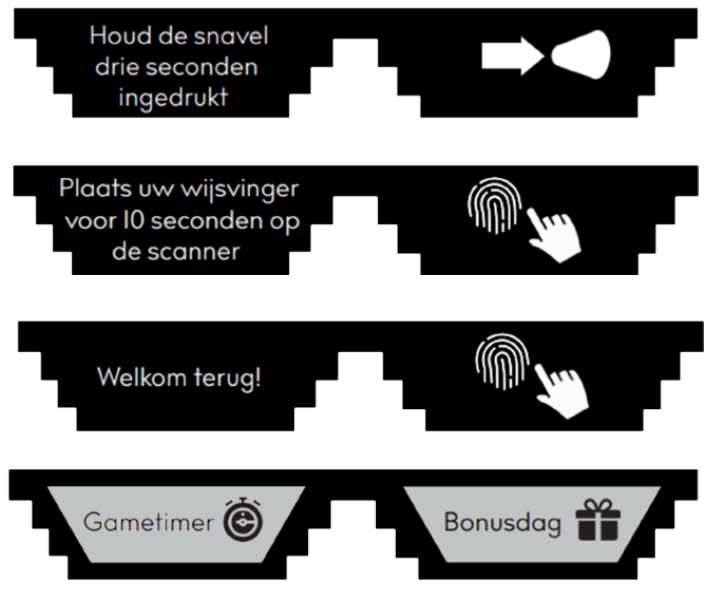 Houd de snavel
drie seconden
ingedrukt
Plaats uw wijsvinger
voor 10 seconden op
de scanner
Welkom terug!
Gametimer
Bonusdag